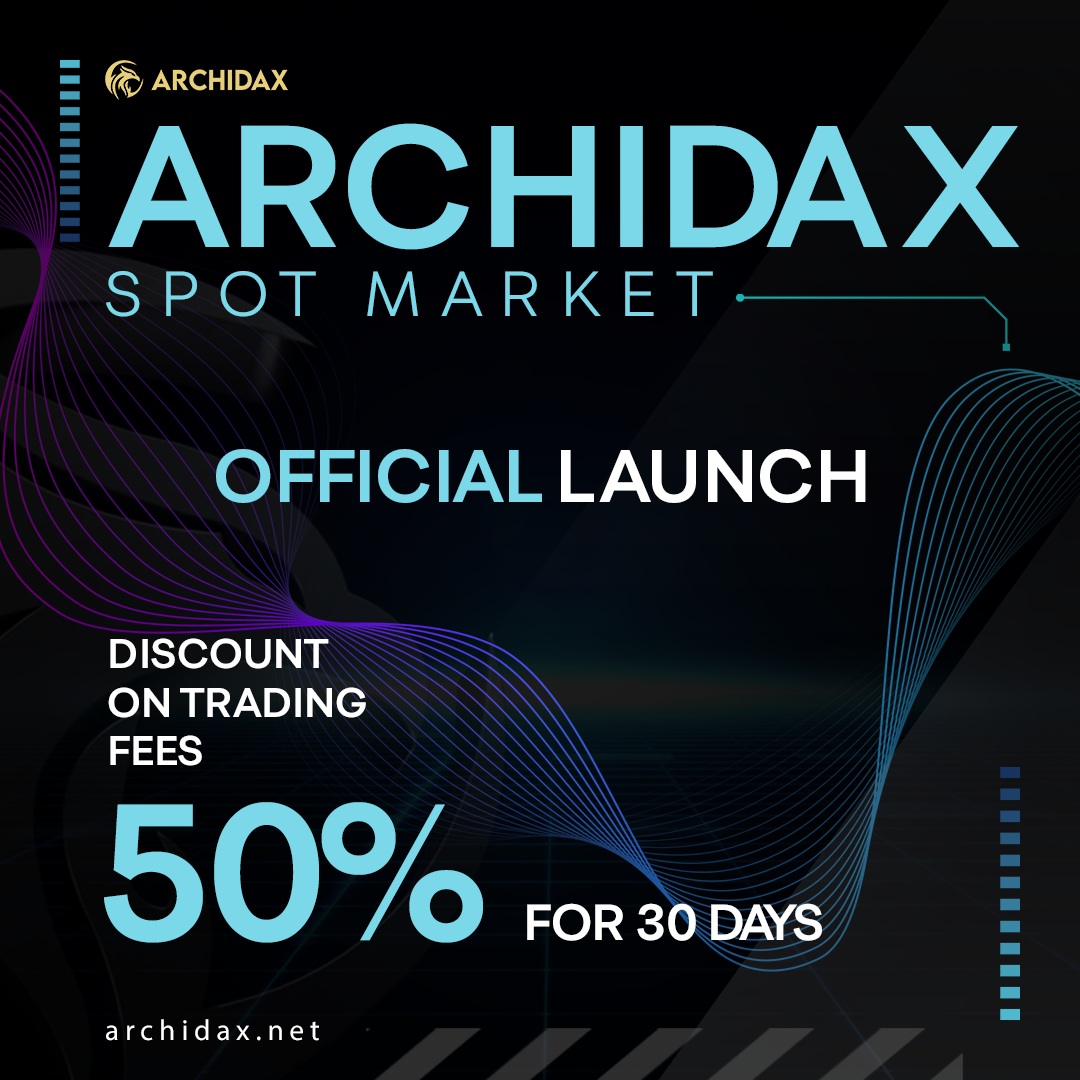 ARCHIDAX
ARCHIDAX
SPOT MARKET
OFFICIAL LAUNCH
DISCOUNT
ON TRADING
FEES
50% FOR 30 DAYS
archidax.net